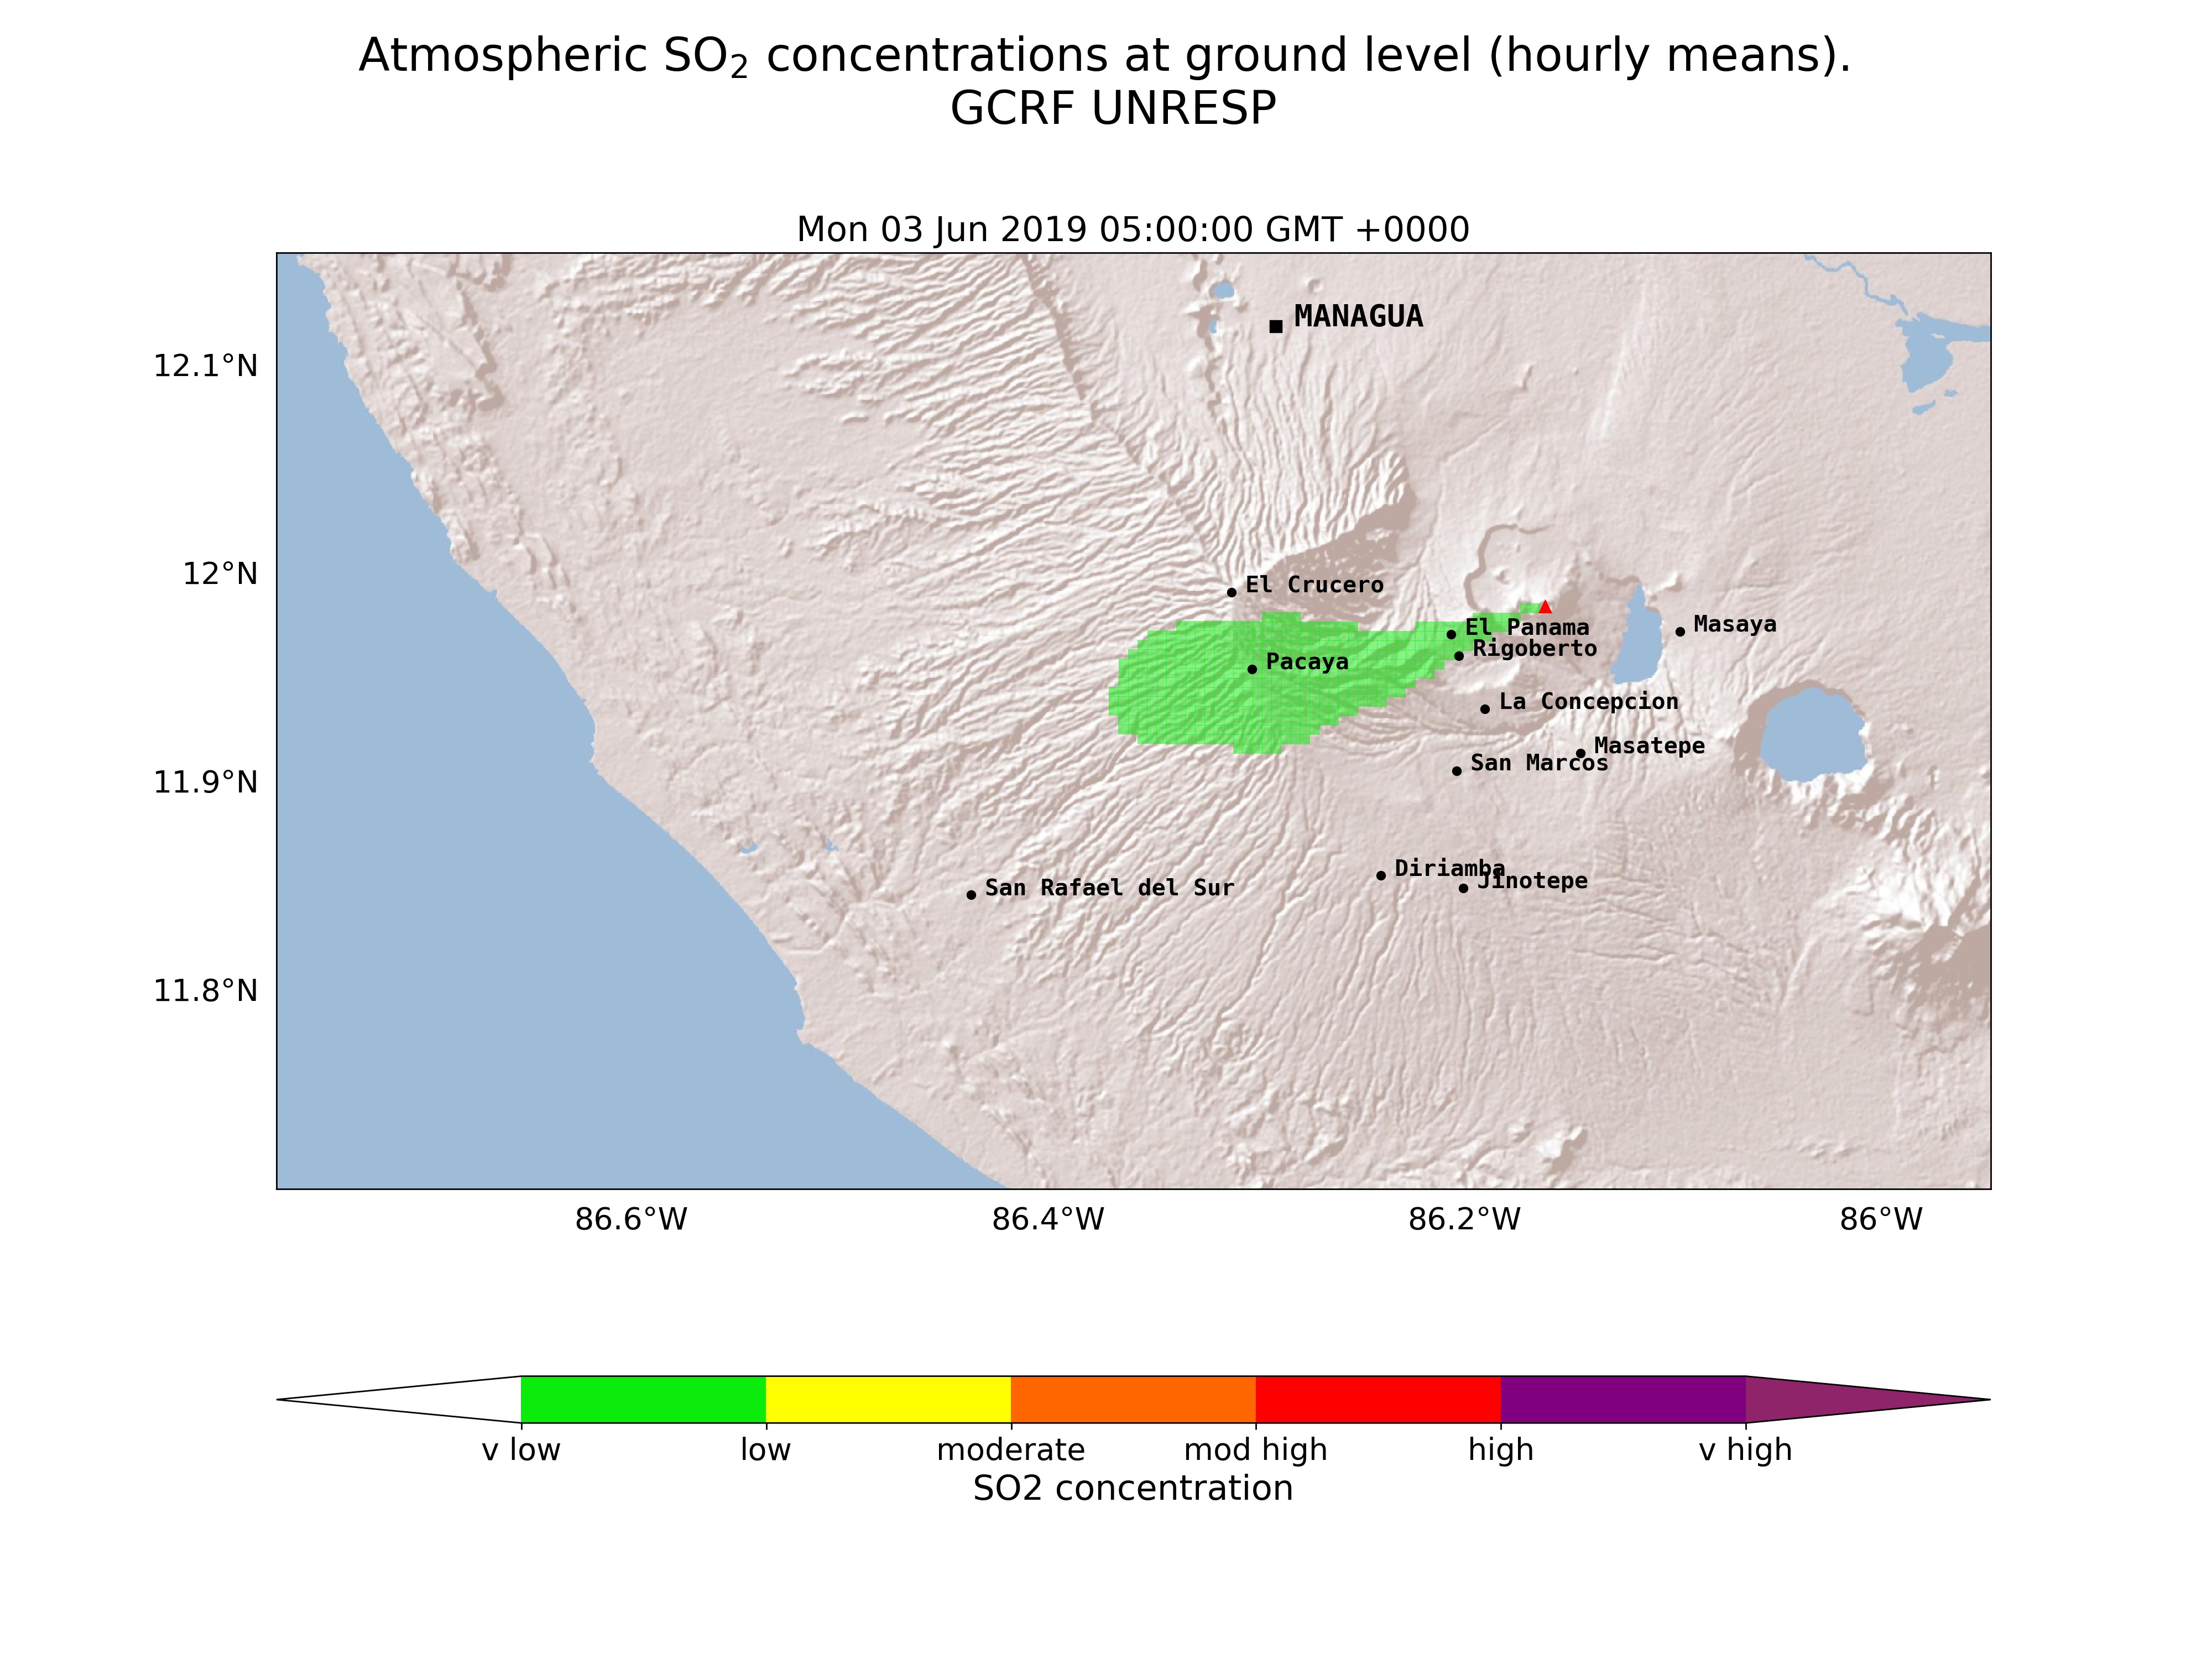 Atmospheric SO₂ concentrations at ground level (hourly means).
GCRF UNRESP
Mon 03 Jun 2019 05:00:00 GMT +0000
MANAGUA
12.1°N
12°N
El Crucero
El Panama
Masaya
Rigoberto
Pacaya
La Concepcion
Masatepe
San Marcos
11.9°N
Diriamba
Jinotepe
San Rafael del Sur
11.8°N
86.6°W 86.4°W 86.2°W 86°W
v low low moderate mod high high v high
SO2 concentration